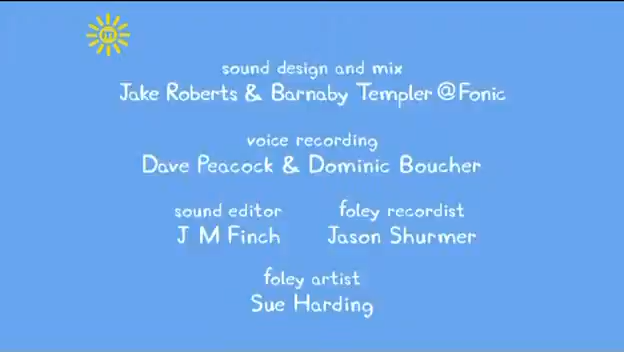 m
sound design and mix
Jake Roberts & Barnaby Templer @Fonic
voice recording
Dave Peacock & Dominic Boucher
sound editor
J M Finch
foley recordist
Jason Shurmer
foley artist
Sue Harding